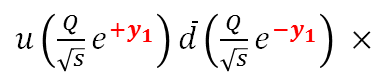 u (Q/√s e^{+y₁}) d̄ (Q/√s e^{−y₁}) ×